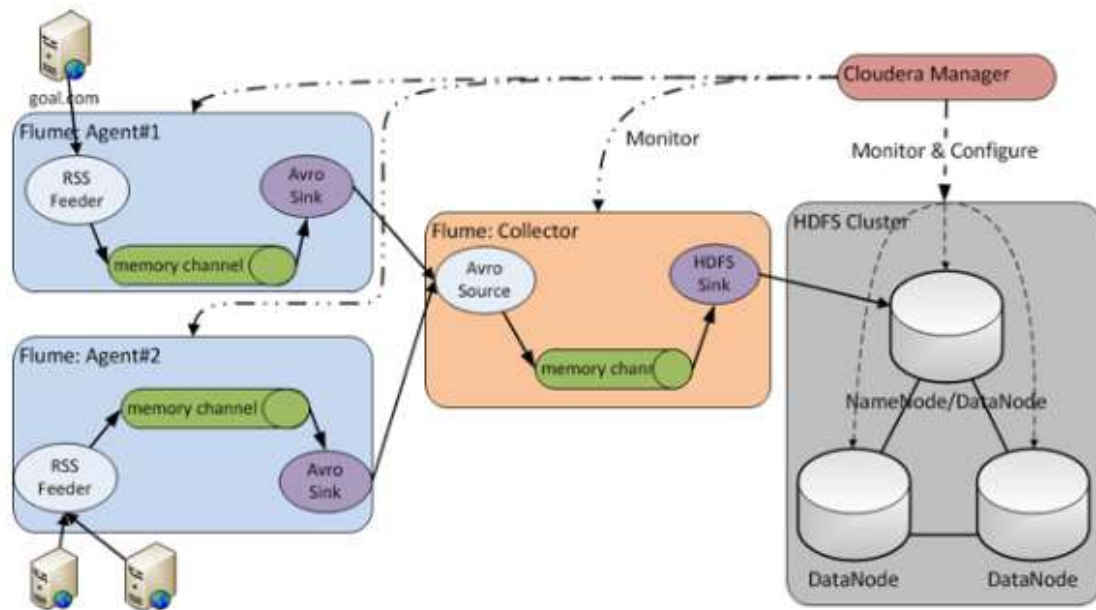 goal.com
Cloudera Manager
Flume: Agent#1
RSS
Feeder
Avro
Sink
memory channel
Monitor
Monitor & Configure
Flume: Collector
Avro
Source
HDFS
Sink
memory chann
HDFS Cluster
NameNode/DataNode
DataNode
DataNode
Flume: Agent#2
memory channel
RSS
Feeder
Avro
Sink